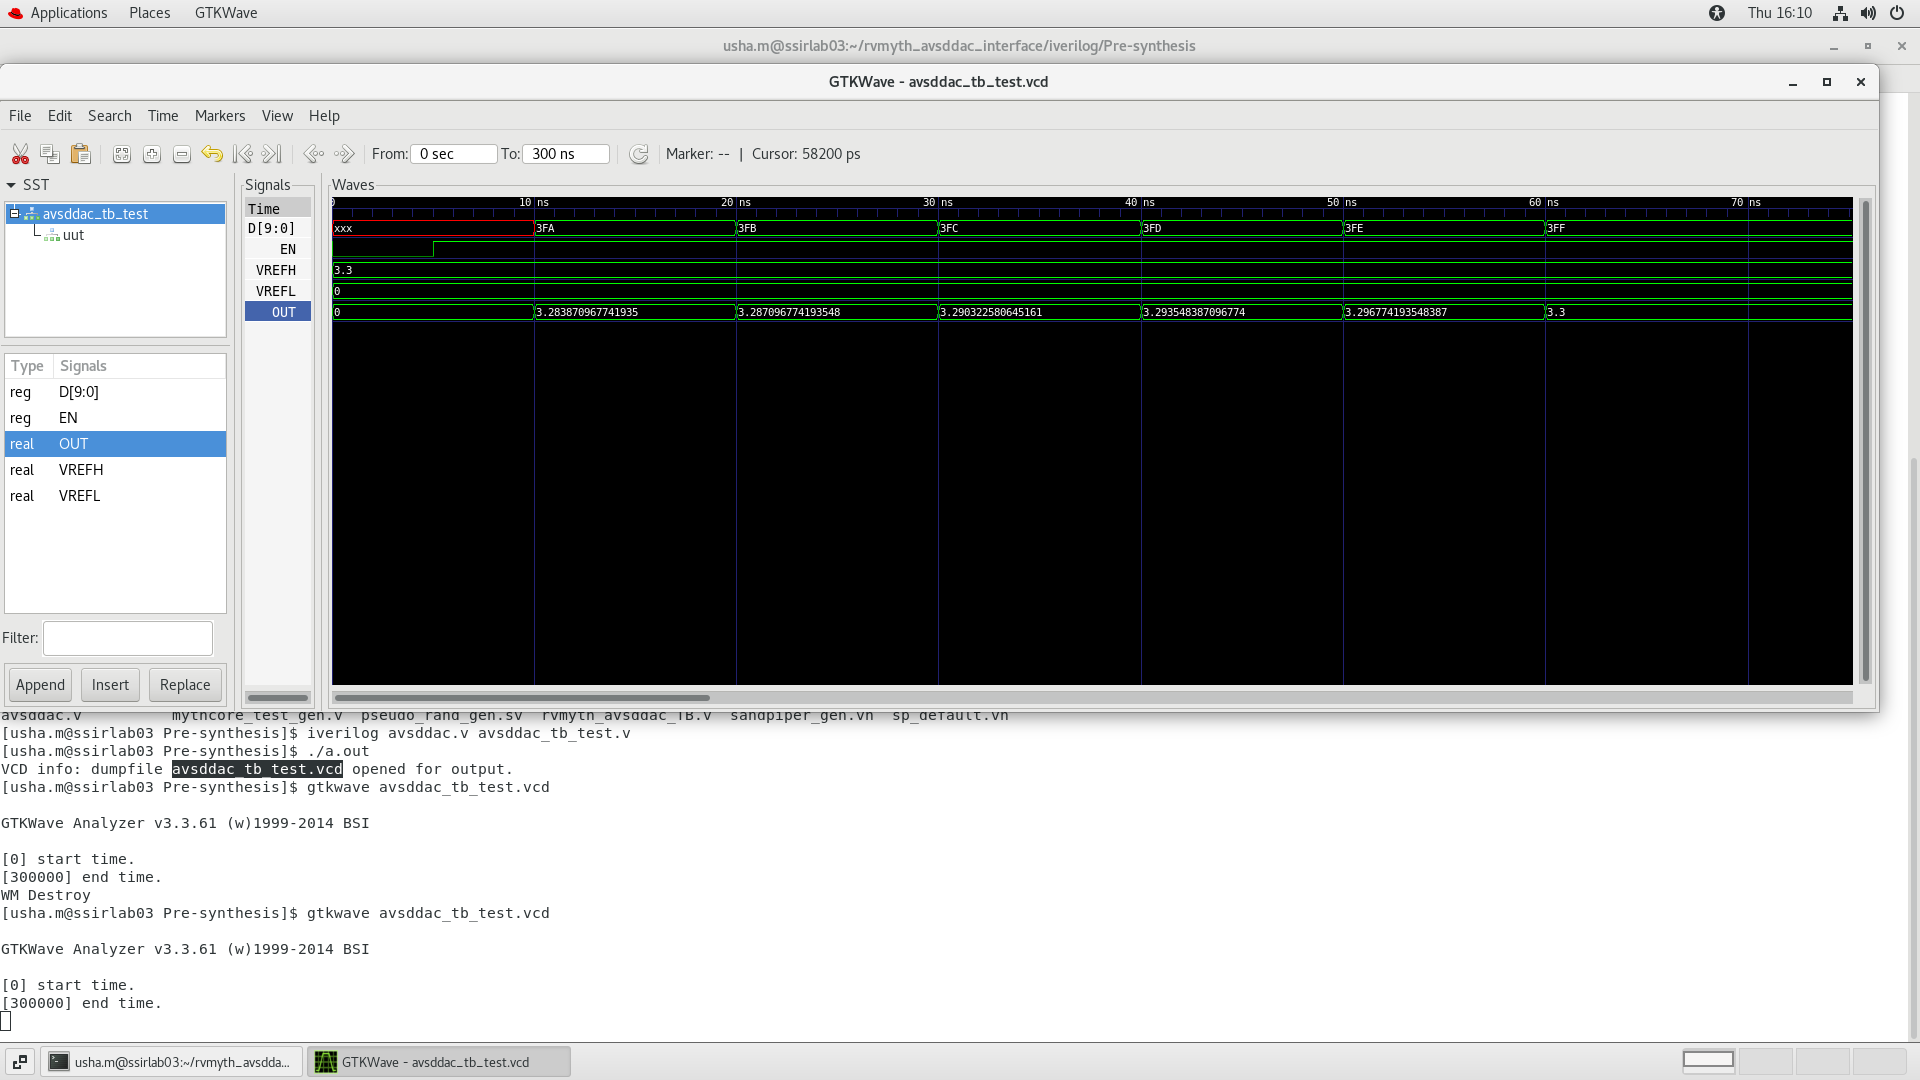 Applications Places GTKWave Thu 16:10
usha.m@ssirlab03:~/rvmyth_avsddac_interface/iverilog/Pre-synthesis
GTKWave - avsddac_tb_test.vcd
File Edit Search Time Markers View Help
From: 0 sec To: 300 ns Marker: -- | Cursor: 58200 ps
SST
avsddac_tb_test
uut
Type Signals
reg D[9:0]
reg EN
real OUT
real VREFH
real VREFL
Filter:
Append Insert Replace
Signals
Time
D[9:0]
EN
VREFH
VREFL
OUT
Waves
0 10 ns 20 ns 30 ns 40 ns 50 ns 60 ns 70 ns
xxx 3FA 3FB 3FC 3FD 3FE 3FF
3.3
0
0 3.283870967741935 3.287096774193548 3.290322580645161 3.293548387096774 3.296774193548387 3.3
avsddac.v mythcore_test_gen.v pseudo_rand_gen.sv rvmyth_avsddac_TB.v sandpiper_gen.vh sp_default.vh
[usha.m@ssirlab03 Pre-synthesis]$ iverilog avsddac.v avsddac_tb_test.v
[usha.m@ssirlab03 Pre-synthesis]$ ./a.out
VCD info: dumpfile avsddac_tb_test.vcd opened for output.
[usha.m@ssirlab03 Pre-synthesis]$ gtkwave avsddac_tb_test.vcd
GTKWave Analyzer v3.3.61 (w)1999-2014 BSI
[0] start time.
[300000] end time.
WM Destroy
[usha.m@ssirlab03 Pre-synthesis]$ gtkwave avsddac_tb_test.vcd
GTKWave Analyzer v3.3.61 (w)1999-2014 BSI
[0] start time.
[300000] end time.
usha.m@ssirlab03:~/rvmyth_avsdda... GTKWave - avsddac_tb_test.vcd